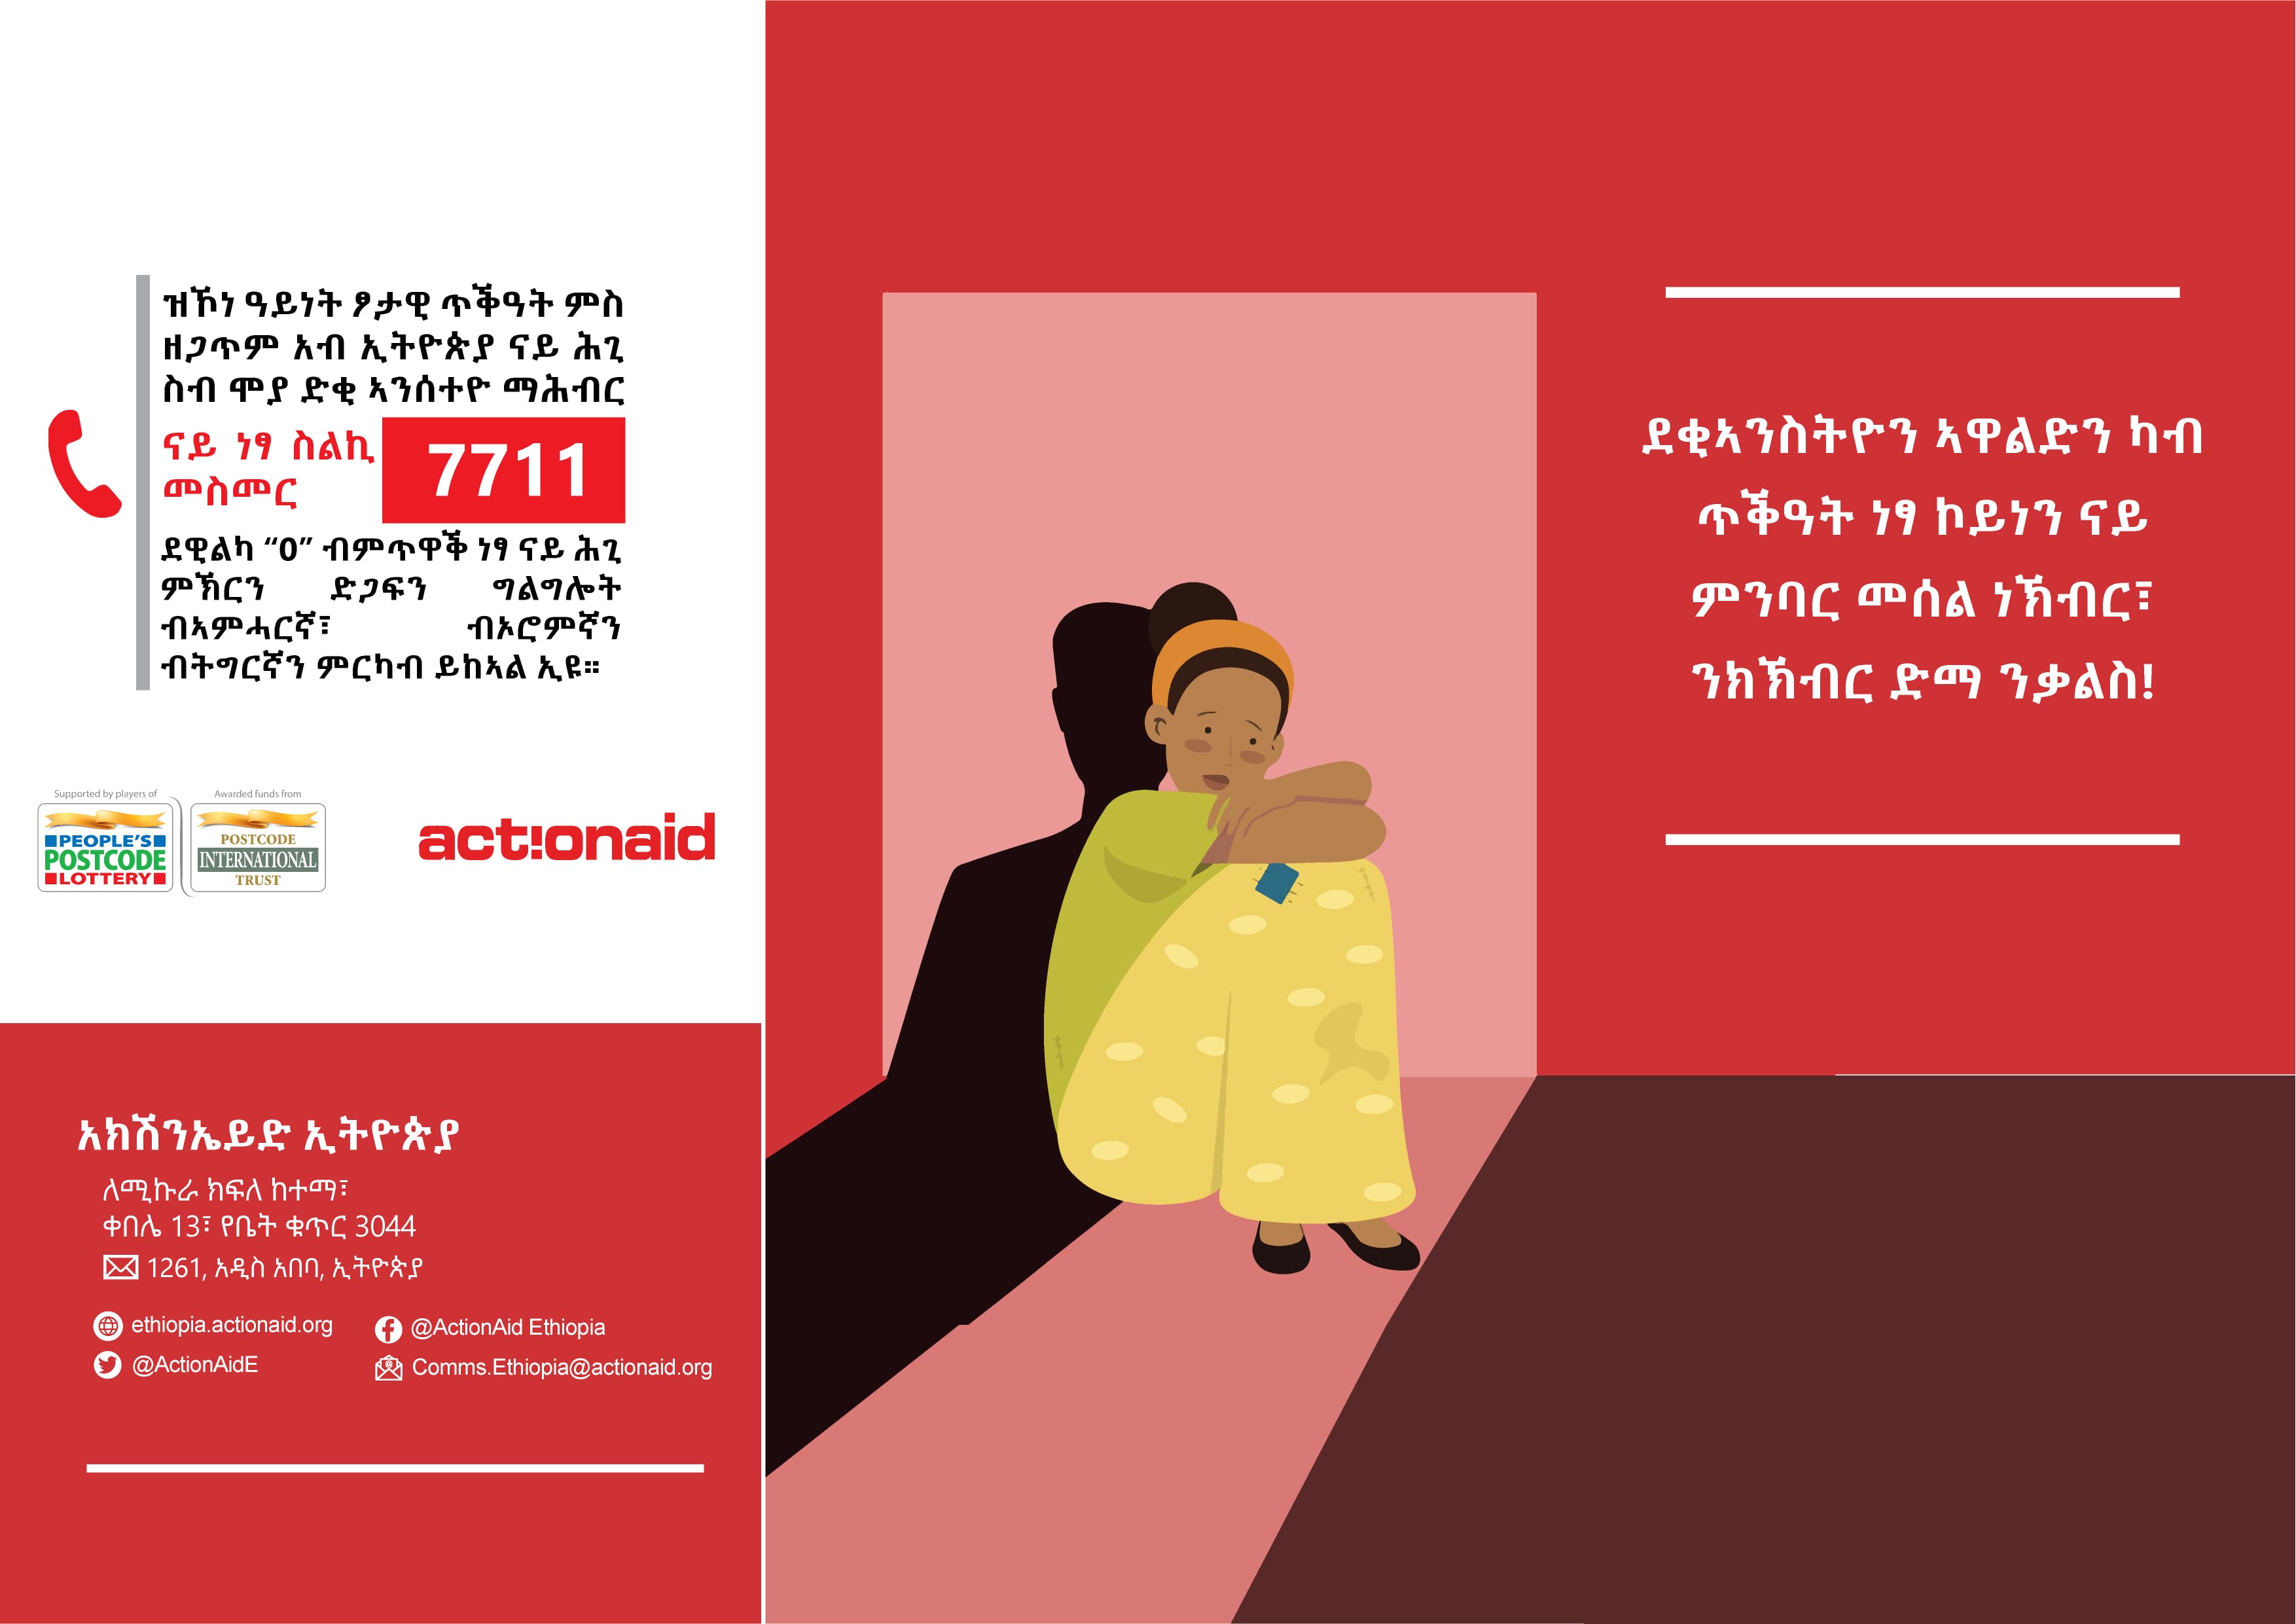 ዝኾነ ዓይነት ፆታዊ ጥቕዓት ምስ
ዘጋጥም አብ ኢትዮጵያ ናይ ሕጊ
ስብ ሞያ ድቂ ኣንሰተዮ ማሕብር
ናይ ነፃ ስልኪ
መስመር
7711
ደዊልካ “0” ብምጥዋቕ ነፃ ናይ ሕጊ
ምኽርን ድጋፍን ግልግሎት
ብኣምሓርኛ፣ ብኦሮምኛን
ብትግርኛን ምርካብ ይከኣል ኢዩ።
Supported by players of
PEOPLE'S
POSTCODE
LOTTERY
Awarded funds from
POSTCODE
INTERNATIONAL
TRUST
actionaid
አክሽንኤይድ ኢትዮጵያ
ለሚኩራ ክፍለ ከተማ፣
ቀበሌ 13፣ የቤት ቁጥር 3044
1261, አዲስ አበባ, ኢትዮጵያ
ethiopia.actionaid.org
@ActionAid Ethiopia
@ActionAidE
Comms.Ethiopia@actionaid.org
ደቂኣንስትዮን ኣዋልድን ካብ
ጥቕዓት ነፃ ኮይነን ናይ
ምንባር መሰል ነኽብር፣
ንክኽብር ድማ ንቃልስ!